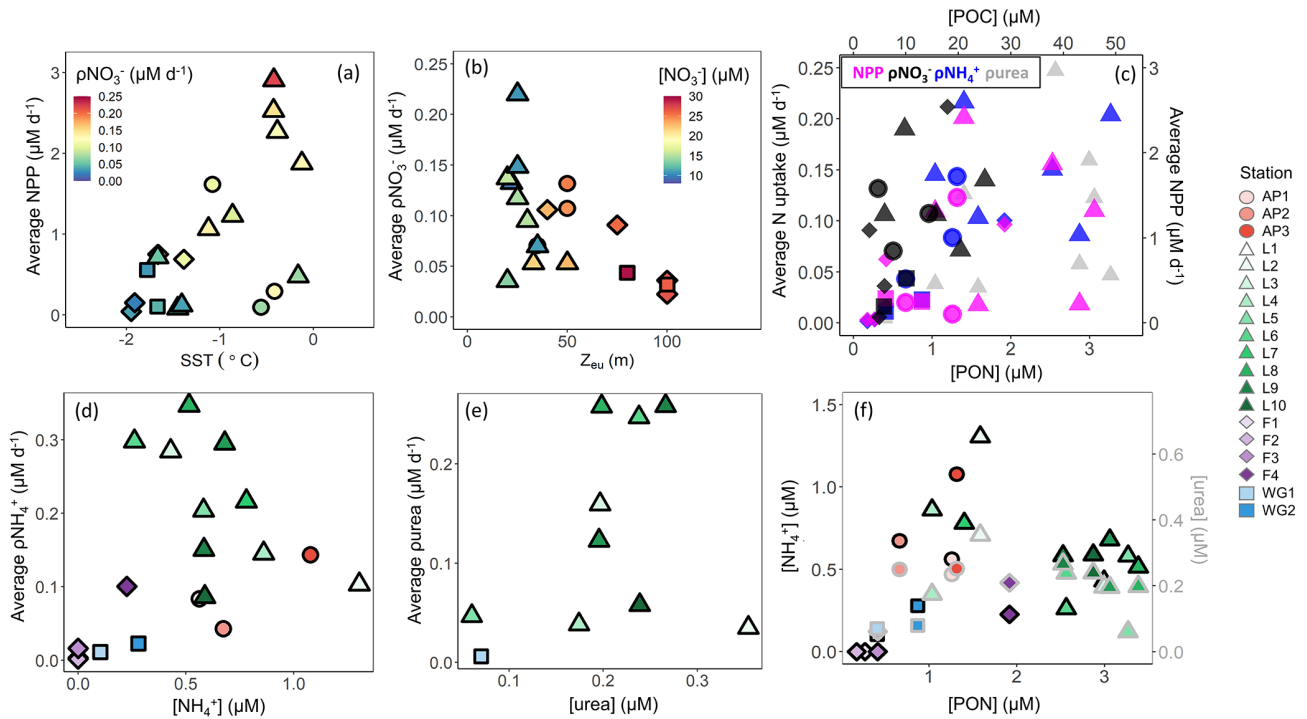 (a)
ρNO₃⁻ (µM d⁻¹)
0.25
0.20
0.15
0.10
0.05
0.00
Average NPP (µM d⁻¹)
3
2
1
0
-2
-1
0
SST (°C)
(b)
[NO₃⁻] (µM)
30
20
10
Average ρNO₃⁻ (µM d⁻¹)
0.25
0.20
0.15
0.10
0.05
0.00
0
50
100
Zeu (m)
[POC] (µM)
0 10 20 30 40 50
(c)
NPP ρNO₃⁻ ρNH₄⁺ ρurea
Average N uptake (µM d⁻¹)
0.25
0.20
0.15
0.10
0.05
0.00
Average NPP (µM d⁻¹)
3
2
1
0
0 1 2 3
[PON] (µM)
(d)
Average ρNH₄⁺ (µM d⁻¹)
0.3
0.2
0.1
0.0
0.0 0.5 1.0
[NH₄⁺] (µM)
(e)
Average ρurea (µM d⁻¹)
0.2
0.1
0.0
0.1 0.2 0.3
[urea] (µM)
(f)
[NH₄⁺] (µM)
1.5
1.0
0.5
0.0
[urea] (µM)
0.6
0.4
0.2
0.0
1 2 3
[PON] (µM)
Station
AP1
AP2
AP3
L1
L2
L3
L4
L5
L6
L7
L8
L9
L10
F1
F2
F3
F4
WG1
WG2